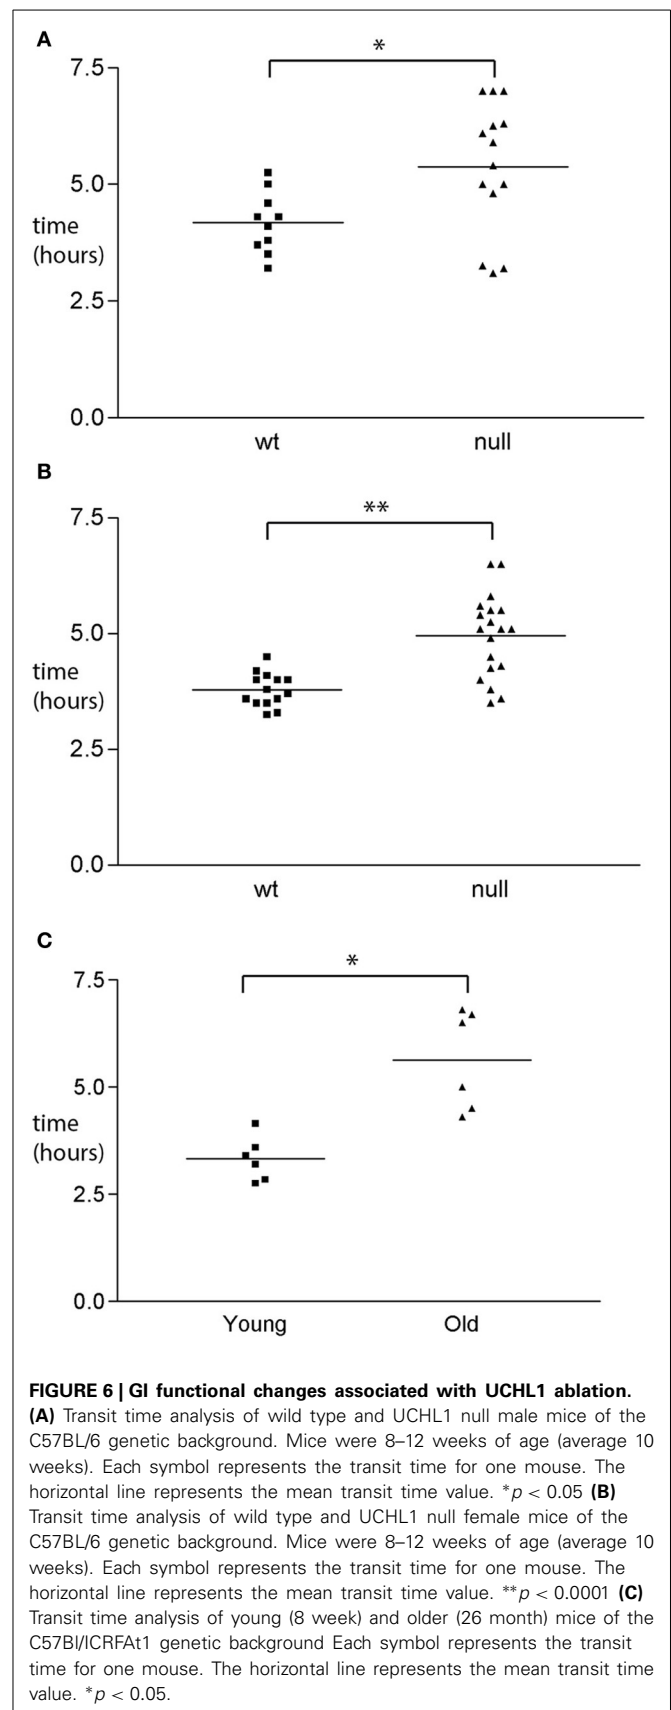 A
*
7.5
5.0
time
(hours)
2.5
0.0
wt null
B
**
7.5
5.0
time
(hours)
2.5
0.0
wt null
C
*
7.5
5.0
time
(hours)
2.5
0.0
Young Old
FIGURE 6 | GI functional changes associated with UCHL1 ablation.
(A) Transit time analysis of wild type and UCHL1 null male mice of the
C57BL/6 genetic background. Mice were 8–12 weeks of age (average 10
weeks). Each symbol represents the transit time for one mouse. The
horizontal line represents the mean transit time value. *p < 0.05 (B)
Transit time analysis of wild type and UCHL1 null female mice of the
C57BL/6 genetic background. Mice were 8–12 weeks of age (average 10
weeks). Each symbol represents the transit time for one mouse. The
horizontal line represents the mean transit time value. **p < 0.0001 (C)
Transit time analysis of young (8 week) and older (26 month) mice of the
C57Bl/ICRFAt1 genetic background Each symbol represents the transit
time for one mouse. The horizontal line represents the mean transit time
value. *p < 0.05.